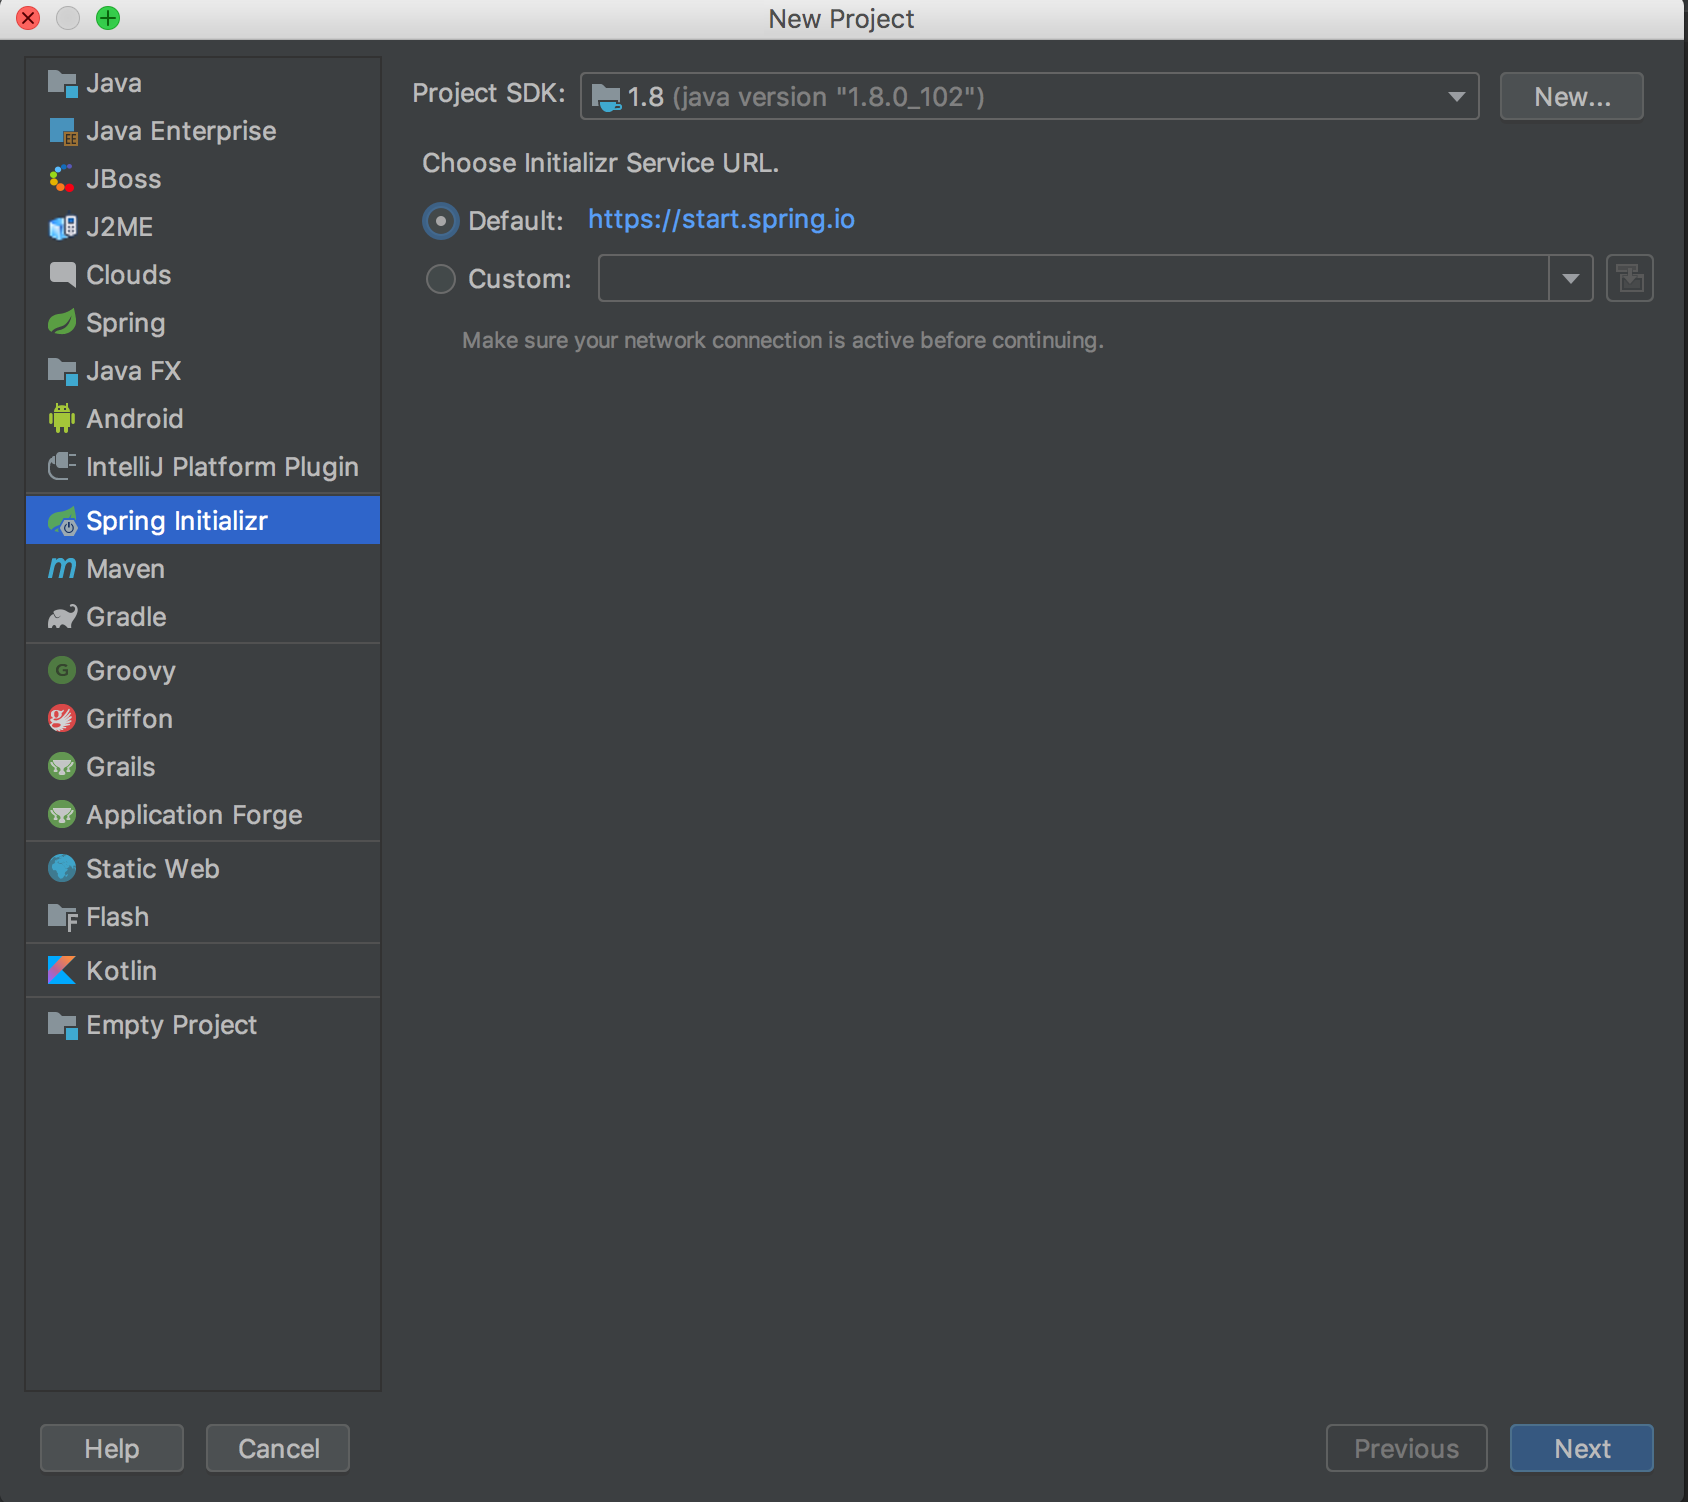 New Project
Java
Java Enterprise
EE
JBoss
J2ME
Clouds
Spring
Java FX
Android
IntelliJ Platform Plugin
Spring Initializr
m Maven
Gradle
G Groovy
g Griffon
Grails
Application Forge
Static Web
F Flash
Kotlin
Empty Project
Project SDK: 1.8 (java version "1.8.0_102") New...
Choose Initializr Service URL.
Default: https://start.spring.io
Custom:
Make sure your network connection is active before continuing.
Help Cancel Previous Next